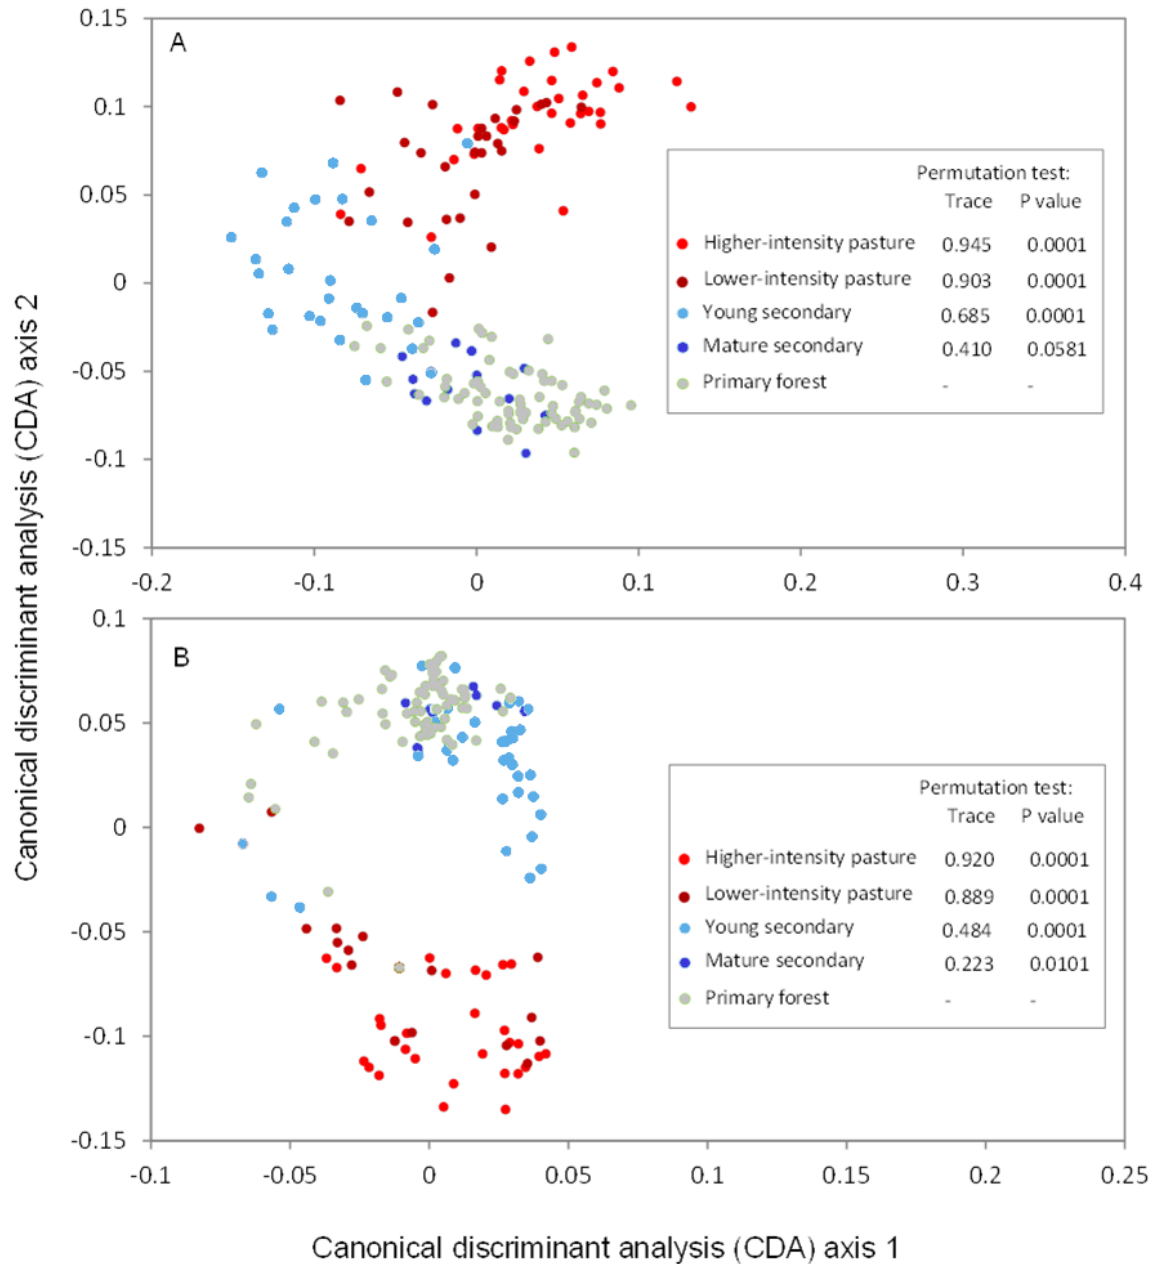 Canonical discriminant analysis (CDA) axis 2
0.15
A
0.1
0.05
0
-0.05
-0.1
-0.15
-0.2 -0.1 0 0.1 0.2 0.3 0.4
Permutation test:
Trace P value
Higher-intensity pasture 0.945 0.0001
Lower-intensity pasture 0.903 0.0001
Young secondary 0.685 0.0001
Mature secondary 0.410 0.0581
Primary forest - -
0.1
B
0.05
0
-0.05
-0.1
-0.15
-0.1 -0.05 0 0.05 0.1 0.15 0.2 0.25
Permutation test:
Trace P value
Higher-intensity pasture 0.920 0.0001
Lower-intensity pasture 0.889 0.0001
Young secondary 0.484 0.0001
Mature secondary 0.223 0.0101
Primary forest - -
Canonical discriminant analysis (CDA) axis 1